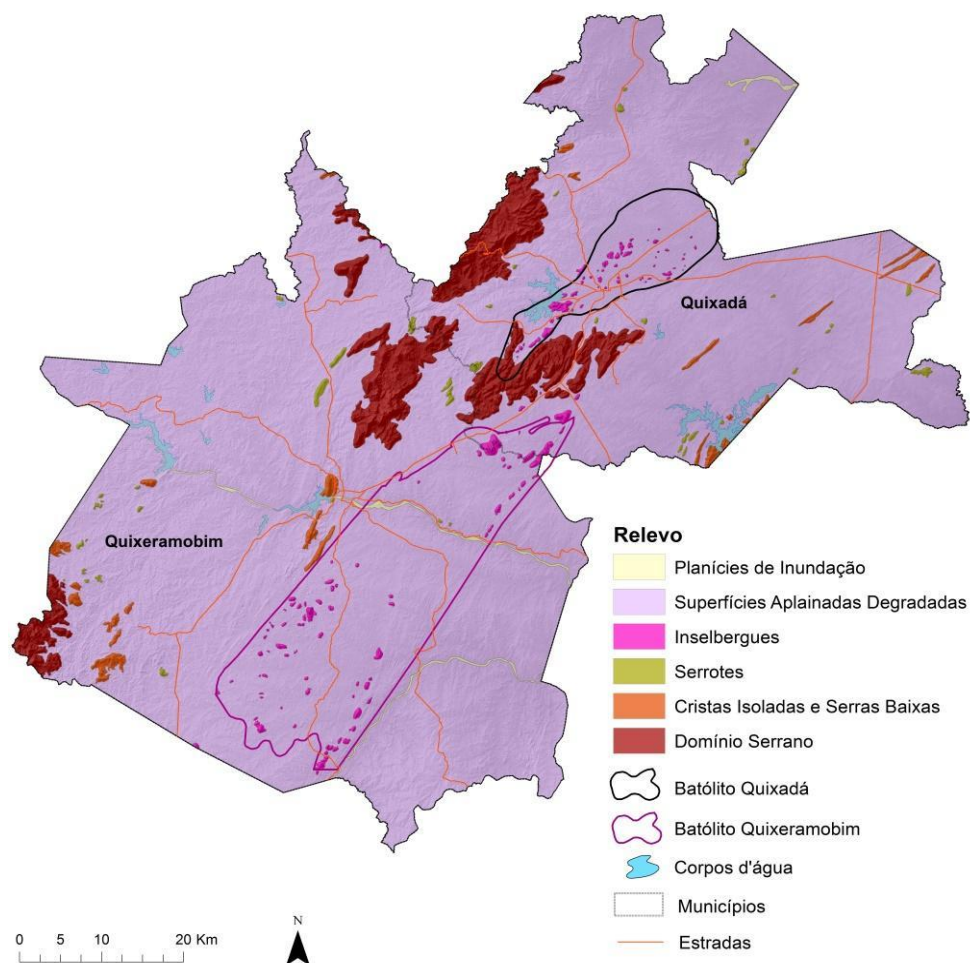 Quixadá
Quixeramobim
Relevo
Planícies de Inundação
Superfícies Aplainadas Degradadas
Inselbergues
Serrotes
Cristas Isoladas e Serras Baixas
Domínio Serrano
Batólito Quixadá
Batólito Quixeramobim
Corpos d'água
Municípios
Estradas
N
0 5 10 20 Km